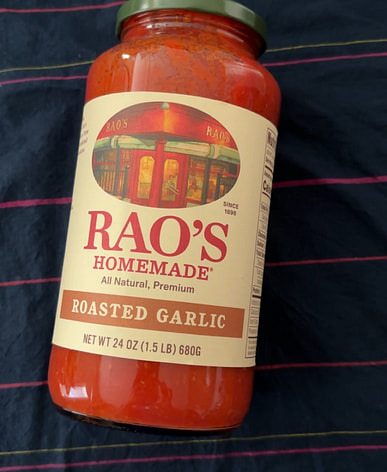 RAO'S
RAO'S
SINCE
1896
RAO'S
HOMEMADE®
All Natural, Premium
ROASTED GARLIC
NET WT 24 OZ (1.5 LB) 680G